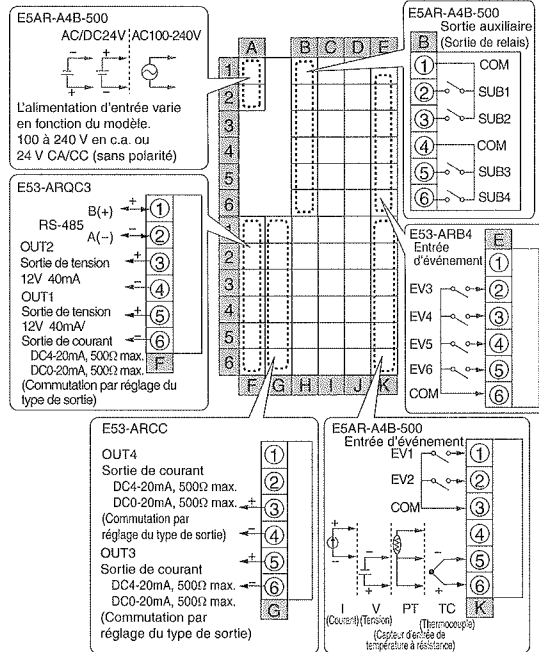 E5AR-A4B-500
AC/DC24V AC100-240V
L'alimentation d'entrée varie
en fonction du modèle.
100 à 240 V en c.a. ou
24 V CA/CC (sans polarité)
A B C D E
1
2
3
4
5
6
1
2
3
4
5
6
F G H I J K
E5AR-A4B-500
Sortie auxiliaire
(Sortie de relais)
B
1 COM
2 SUB1
3 SUB2
4 COM
5 SUB3
6 SUB4
E53-ARQC3
B(+) + - 1
RS-485
A(−) - + 2
OUT2
Sortie de tension + 3
12V 40mA
OUT1 - 4
Sortie de tension + 5
12V 40mA/
Sortie de courant - 6
DC4-20mA, 500Ω max.
DC0-20mA, 500Ω max.
F
(Commutation par réglage du
type de sortie)
E53-ARB4
Entrée
d'événement
E
1
EV3 2
EV4 3
EV5 4
EV6 5
COM 6
E53-ARCC
OUT4 1
Sortie de courant 2
DC4-20mA, 500Ω max.
DC0-20mA, 500Ω max. + 3
(Commutation par
réglage du type de sortie) - 4
OUT3 + 5
Sortie de courant
DC4-20mA, 500Ω max. - 6
DC0-20mA, 500Ω max.
G
(Commutation par
réglage du type de sortie)
E5AR-A4B-500
Entrée d'événement
EV1 1
EV2 2
COM 3
4
5
6
K
+ - + - - +
I V PT TC
(Courant) (Tension) (Thermocouple)
(Capteur d'entrée de
température à résistance)